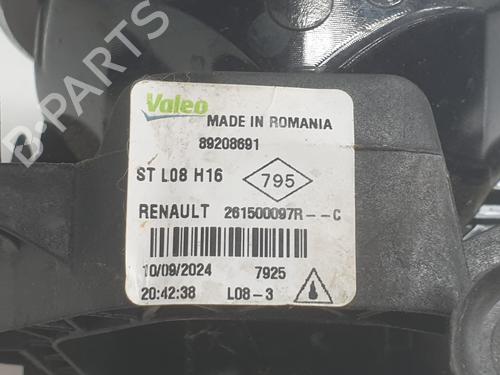 Valeo
MADE IN ROMANIA
89208691
ST L08 H16
795
RENAULT 261500097R--C
10/09/2024 7925
20:42:38 L08-3
B-PARTS